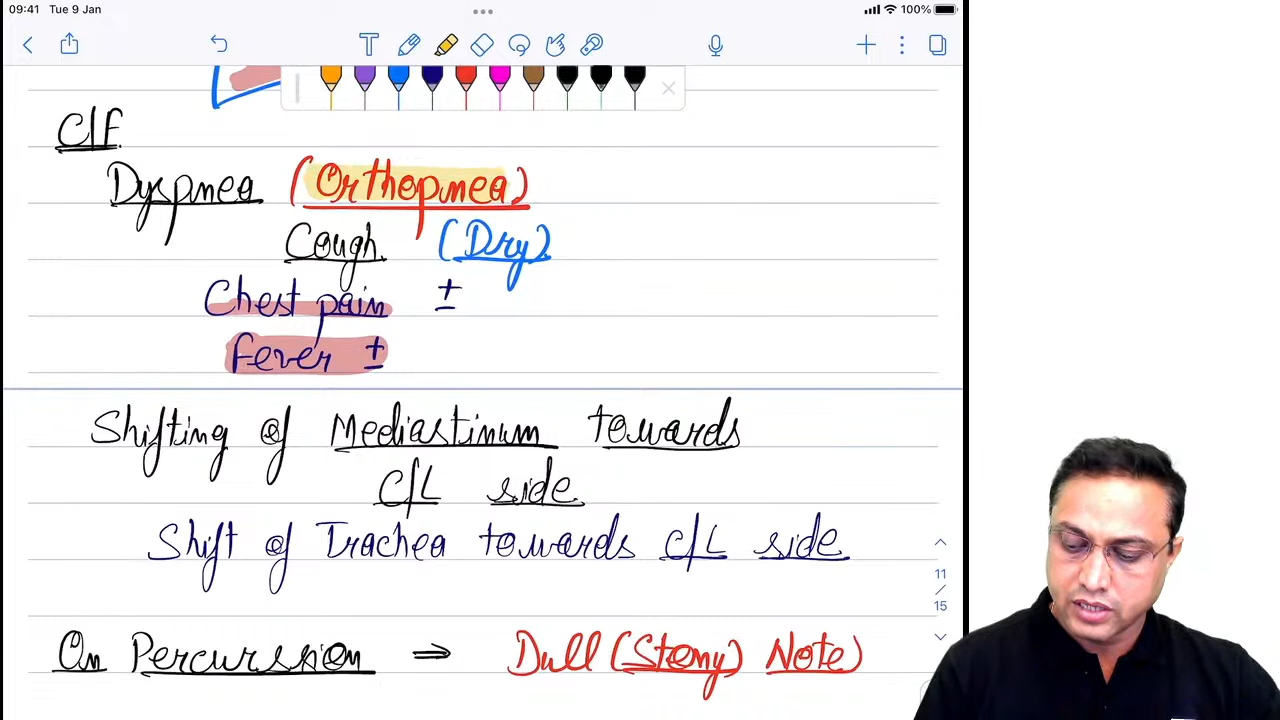 09:41 Tue 9 Jan
100%
T
C/F
Dyspnea (Orthopnea)
Cough. (Dry).
Chest pain ±
Fever ±
Shifting of Mediastinum towards
C/L side
Shift of Trachea towards C/L side
11
/
15
On Percurssion ⇒ Dull (Stony) Note)